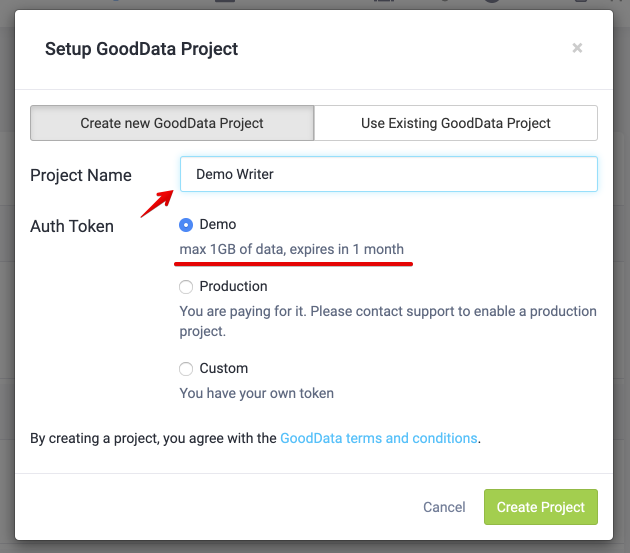 Setup GoodData Project
×
Create new GoodData Project
Use Existing GoodData Project
Project Name
Demo Writer
Auth Token
Demo
max 1GB of data, expires in 1 month
Production
You are paying for it. Please contact support to enable a production
project.
Custom
You have your own token
By creating a project, you agree with the GoodData terms and conditions.
Cancel
Create Project